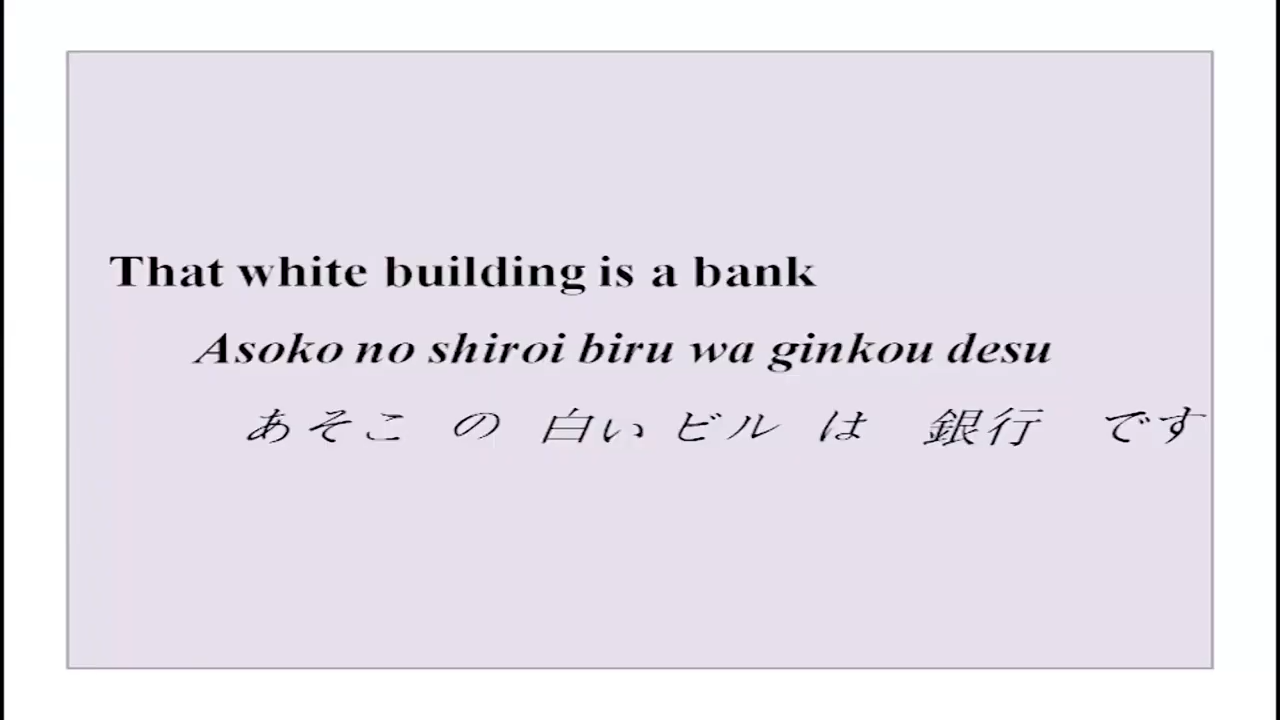 That white building is a bank
Asoko no shiroi biru wa ginkou desu
あそこ の 白い ビル は 銀行 です